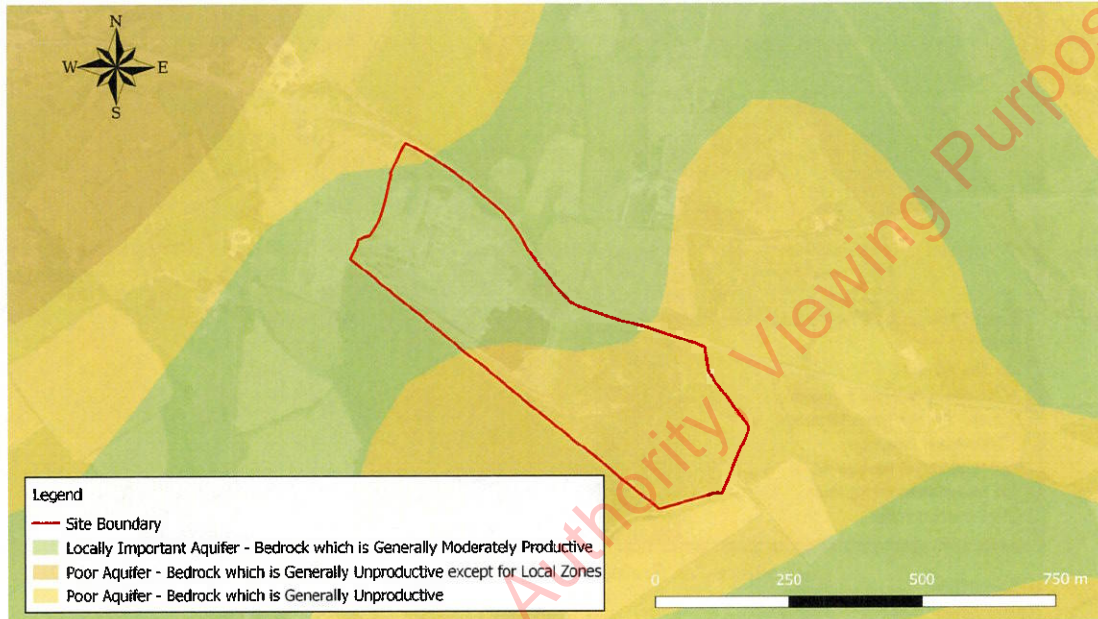 N
W E
S
Authority Viewing Purpos
Legend
Site Boundary
Locally Important Aquifer - Bedrock which is Generally Moderately Productive
Poor Aquifer - Bedrock which is Generally Unproductive except for Local Zones
Poor Aquifer - Bedrock which is Generally Unproductive
0 250 500 750 m